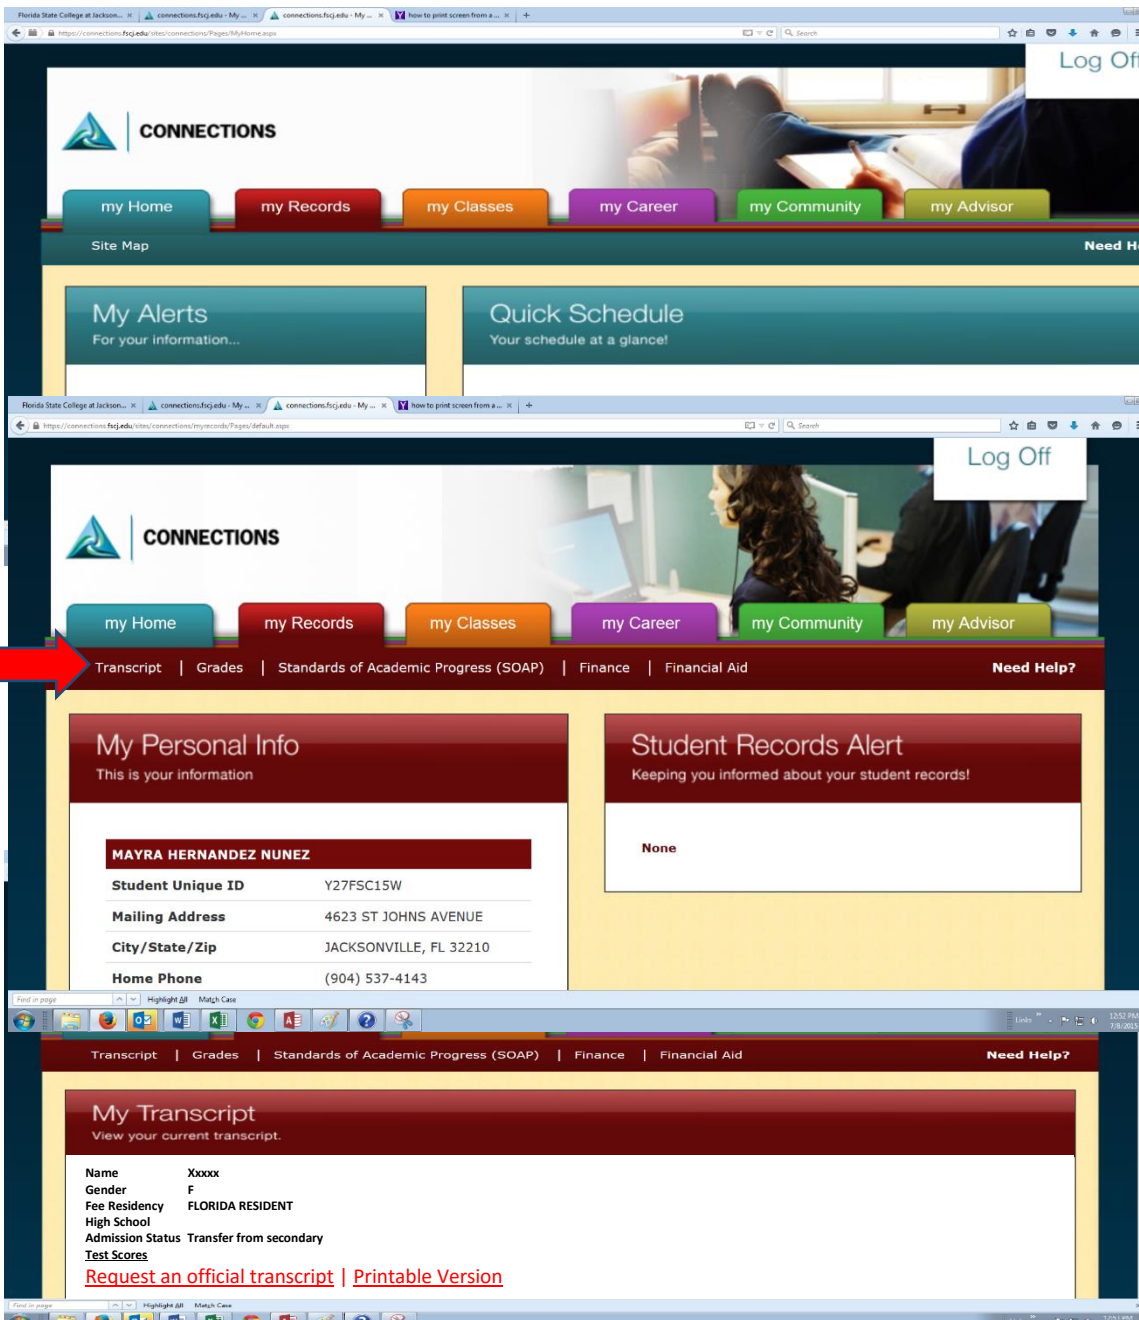 Florida State College at Jackson... × connections.fscj.edu - My ... × connections.fscj.edu - My ... × how to print screen from a ... × +
https://connections.fscj.edu/sites/connections/Pages/MyHome.aspx Search
Log Off
CONNECTIONS
my Home my Records my Classes my Career my Community my Advisor
Site Map Need He
My Alerts Quick Schedule
For your information... Your schedule at a glance!
Florida State College at Jackson... × connections.fscj.edu - My ... × connections.fscj.edu - My ... × how to print screen from a ... × +
https://connections.fscj.edu/sites/connections/myrecords/Pages/default.aspx Search
Log Off
CONNECTIONS
my Home my Records my Classes my Career my Community my Advisor
Transcript | Grades | Standards of Academic Progress (SOAP) | Finance | Financial Aid Need Help?
My Personal Info Student Records Alert
This is your information Keeping you informed about your student records!
None
MAYRA HERNANDEZ NUNEZ
Student Unique ID Y27FSC15W
Mailing Address 4623 ST JOHNS AVENUE
City/State/Zip JACKSONVILLE, FL 32210
Home Phone (904) 537-4143
Find in page Highlight All Match Case
Links 12:52 PM
7/8/2015
Transcript | Grades | Standards of Academic Progress (SOAP) | Finance | Financial Aid Need Help?
My Transcript
View your current transcript.
Name Xxxxx
Gender F
Fee Residency FLORIDA RESIDENT
High School
Admission Status Transfer from secondary
Test Scores
Request an official transcript | Printable Version
Find in page Highlight All Match Case